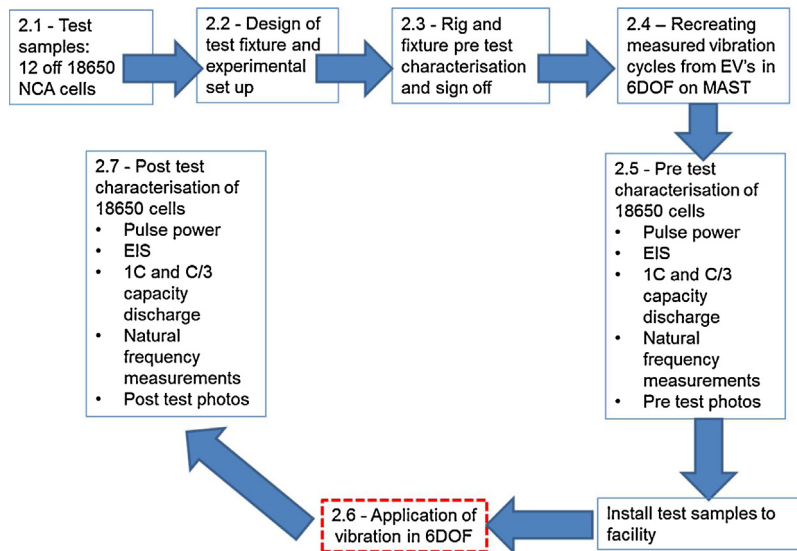 2.1 - Test
samples:
12 off 18650
NCA cells
2.2 - Design of
test fixture and
experimental
set up
2.3 - Rig and
fixture pre test
characterisation
and sign off
2.4 – Recreating
measured vibration
cycles from EV's in
6DOF on MAST
2.5 - Pre test
characterisation of
18650 cells
• Pulse power
• EIS
• 1C and C/3
capacity
discharge
• Natural
frequency
measurements
• Pre test photos
Install test samples to
facility
2.6 - Application of
vibration in 6DOF
2.7 - Post test
characterisation of
18650 cells
• Pulse power
• EIS
• 1C and C/3
capacity
discharge
• Natural
frequency
measurements
• Post test photos